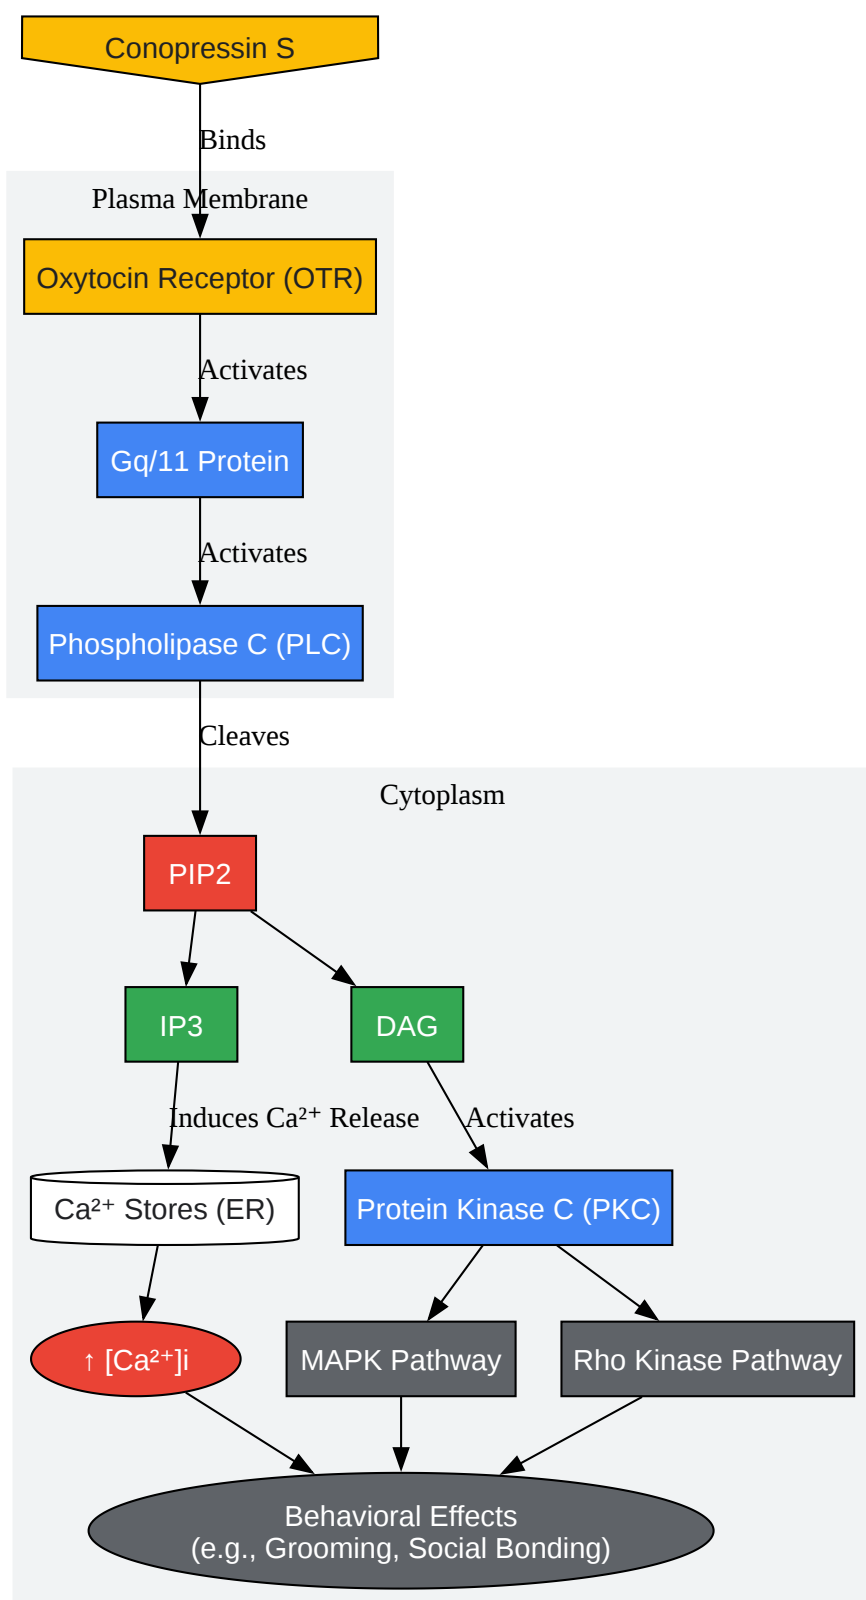 Conopressin S
Binds
Plasma Membrane
Oxytocin Receptor (OTR)
Activates
Gq/11 Protein
Activates
Phospholipase C (PLC)
Cleaves
Cytoplasm
PIP2
IP3
DAG
Induces Ca²⁺ Release
Activates
Ca²⁺ Stores (ER)
Protein Kinase C (PKC)
↑ [Ca²⁺]i
MAPK Pathway
Rho Kinase Pathway
Behavioral Effects
(e.g., Grooming, Social Bonding)